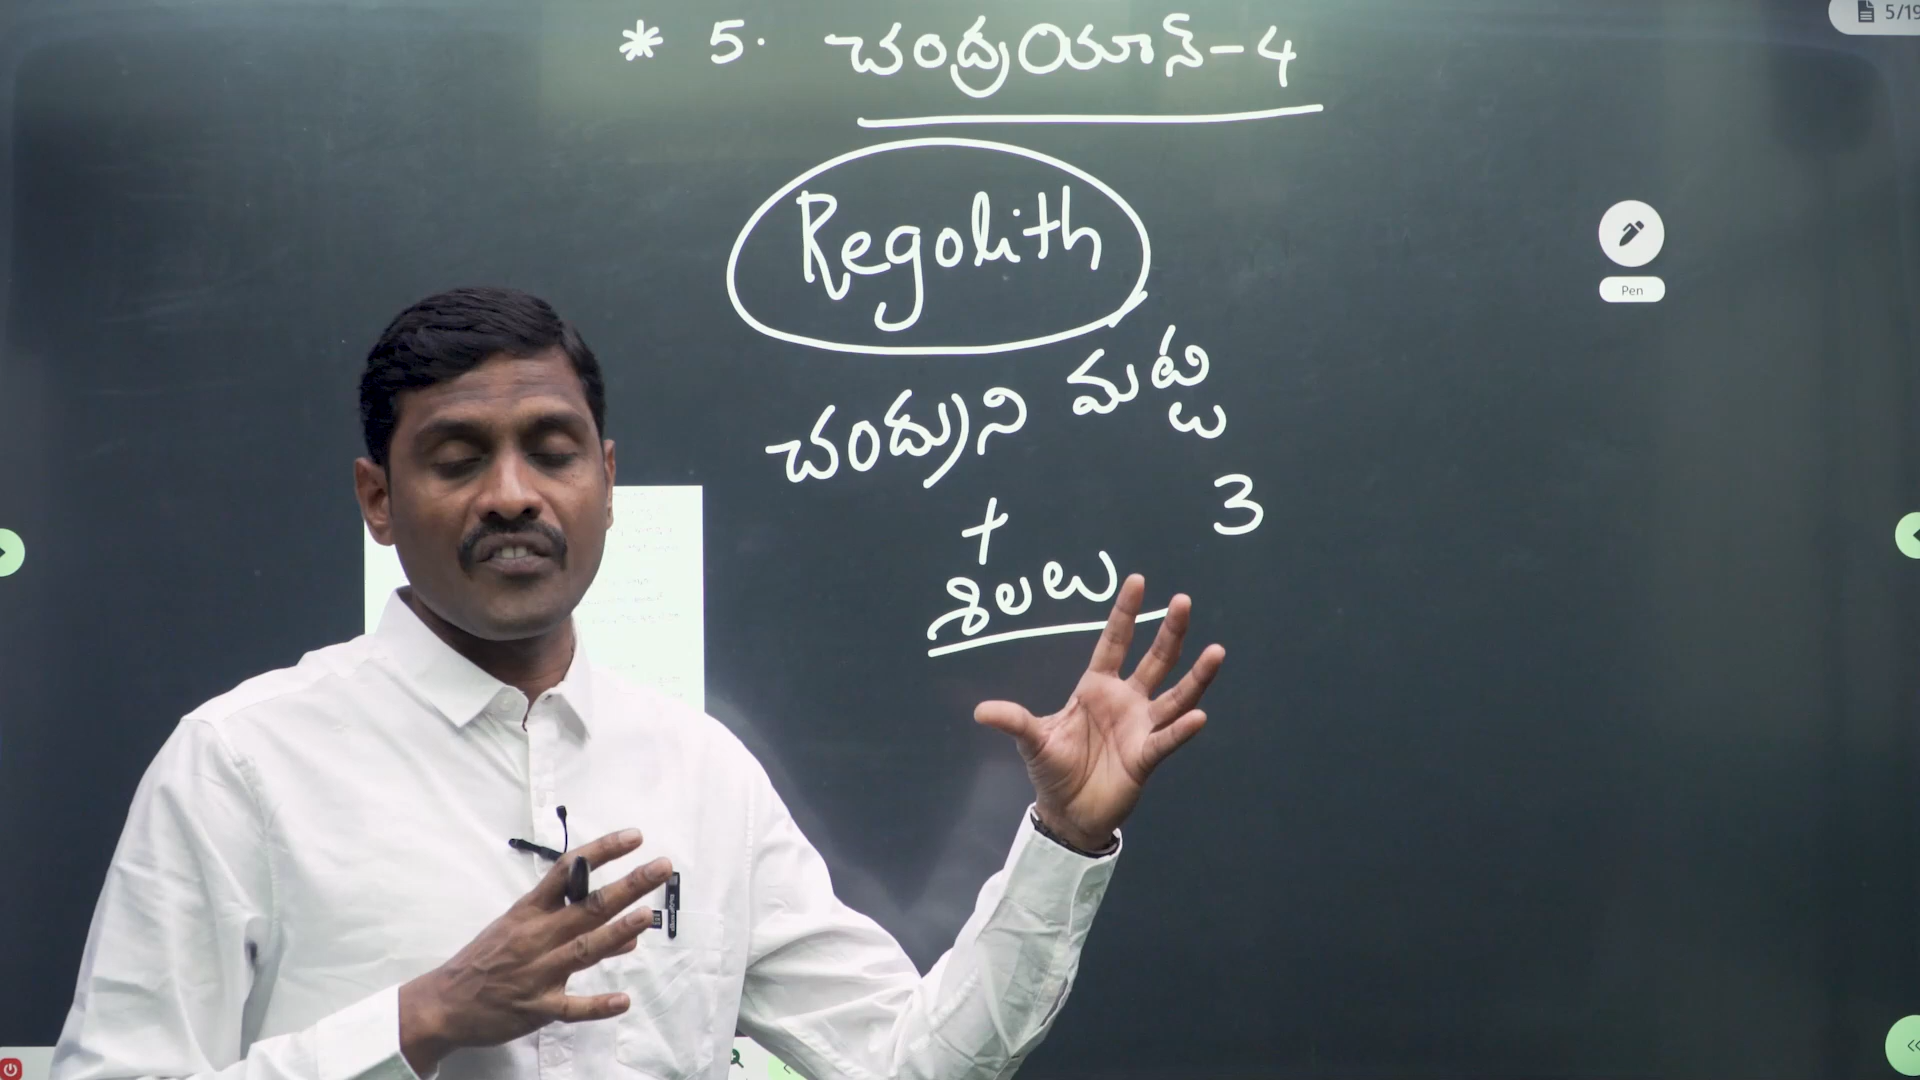 * 5. చంద్రయాన్-4
Regolith
చంద్రుని మట్టి
3
+
శిలలు
5/19
Pen